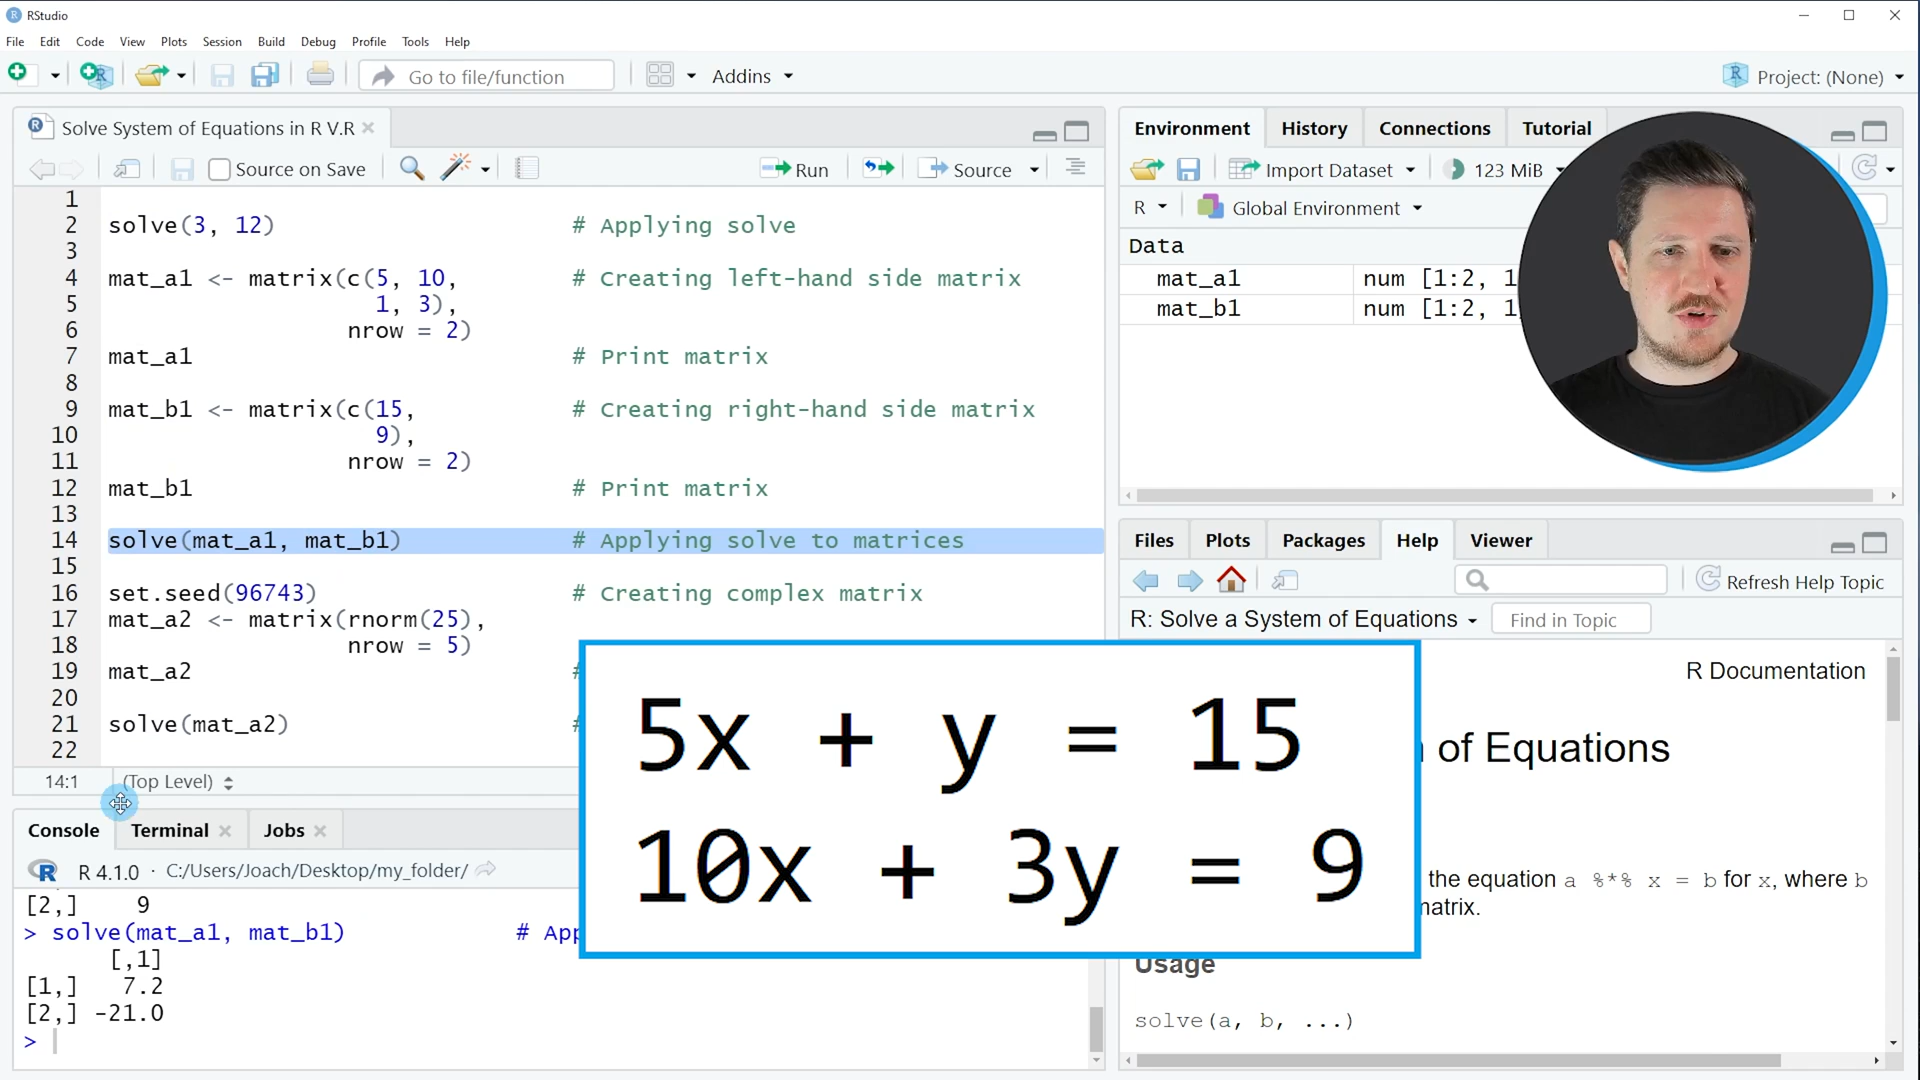 RStudio
File Edit Code View Plots Session Build Debug Profile Tools Help
Go to file/function Addins Project: (None)
Solve System of Equations in R V.R
Source on Save Run Source
1
2 solve(3, 12) # Applying solve
3
4 mat_a1 <- matrix(c(5, 10, # Creating left-hand side matrix
5 1, 3),
6 nrow = 2)
7 mat_a1 # Print matrix
8
9 mat_b1 <- matrix(c(15, # Creating right-hand side matrix
10 9),
11 nrow = 2)
12 mat_b1 # Print matrix
13
14 solve(mat_a1, mat_b1) # Applying solve to matrices
15
16 set.seed(96743) # Creating complex matrix
17 mat_a2 <- matrix(rnorm(25),
18 nrow = 5)
19 mat_a2 #
20
21 solve(mat_a2) #
22
14:1 (Top Level)
Console Terminal Jobs
R 4.1.0 · C:/Users/Joach/Desktop/my_folder/
[2,] 9
> solve(mat_a1, mat_b1) # App
[,1]
[1,] 7.2
[2,] -21.0
>
5x + y = 15
10x + 3y = 9
Environment History Connections Tutorial
Import Dataset 123 MiB
R Global Environment
Data
mat_a1 num [1:2, 1
mat_b1 num [1:2, 1
Files Plots Packages Help Viewer
Refresh Help Topic
R: Solve a System of Equations Find in Topic
R Documentation
of Equations
the equation a %*% x = b for x, where b
matrix.
Usage
solve(a, b, ...)